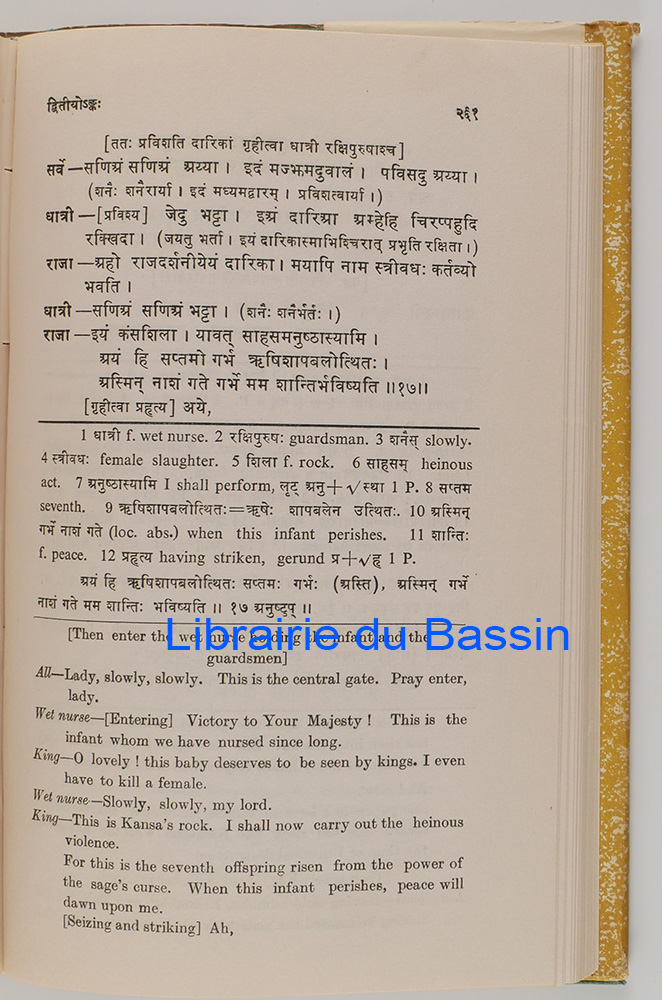 द्वितीयोऽङ्कः २६१
[ततः प्रविशति दारिकां गृहीत्वा धात्री रक्षिपुरुषाश्च]
सर्वे—सणिअं सणिअं अय्या । इदं मज्झमदुवालं । पविसदु अय्या ।
(शनैः शनैरार्या । इदं मध्यमद्वारम् । प्रविशत्वार्या ।)
धात्री—[प्रविश्य] जेदु भट्टा । इअं दारिआ अम्हेहि चिरप्पहुदि
रक्खिदा । (जयतु भर्ता । इयं दारिकास्माभिश्चिरात् प्रभृति रक्षिता ।)
राजा—अहो राजदर्शनीयेयं दारिका । मयापि नाम स्त्रीवधः कर्तव्यो
भवति ।
धात्री—सणिअं सणिअं भट्टा । (शनैः शनैर्भर्तः ।)
राजा—इयं कंसशिला । यावत् साहसमनुष्ठास्यामि ।
अयं हि सप्तमो गर्भ ऋषिशापबलोत्थितः ।
अस्मिन् नाशं गते गर्भे मम शान्तिर्भविष्यति ॥१७॥
[गृहीत्वा प्रहृत्य] अये,
1 धात्री f. wet nurse. 2 रक्षिपुरुषः guardsman. 3 शनैस् slowly.
4 स्त्रीवधः female slaughter. 5 शिला f. rock. 6 साहसम् heinous
act. 7 अनुष्ठास्यामि I shall perform, लृट् अनु+√स्था 1 P. 8 सप्तम
seventh. 9 ऋषिशापबलोत्थितः=ऋषेः शापबलेन उत्थितः. 10 अस्मिन्
गर्भे नाशं गते (loc. abs.) when this infant perishes. 11 शान्तिः
f. peace. 12 प्रहृत्य having striken, gerund प्र+√हृ 1 P.
अयं हि ऋषिशापबलोत्थितः सप्तमः गर्भः (अस्ति), अस्मिन् गर्भे
नाशं गते मम शान्तिः भविष्यति ॥ १७ अनुष्टुप् ॥
[Then enter the wet nurse holding the infant and the
Librairie du Bassin
guardsmen]
All—Lady, slowly, slowly. This is the central gate. Pray enter,
lady.
Wet nurse—[Entering] Victory to Your Majesty ! This is the
infant whom we have nursed since long.
King—O lovely ! this baby deserves to be seen by kings. I even
have to kill a female.
Wet nurse—Slowly, slowly, my lord.
King—This is Kansa's rock. I shall now carry out the heinous
violence.
For this is the seventh offspring risen from the power of
the sage's curse. When this infant perishes, peace will
dawn upon me.
[Seizing and striking] Ah,